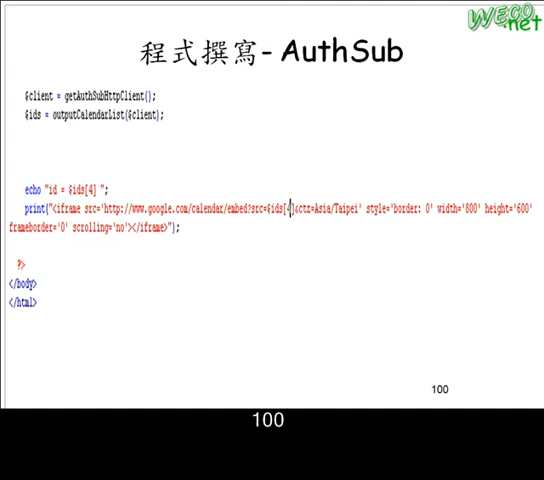 WECO.net
程式撰寫- AuthSub
$client = getAuthSubHttpClient();
$ids = outputCalendarList($client);
echo "id = $ids[4] ";
print("<iframe src='http://www.google.com/calendar/embed?src=$ids[4]&ctz=Asia/Taipei' style='border: 0' width='800' height='600'
frameborder='0' scrolling='no'></iframe>");
?>
</body>
</html>
100
100